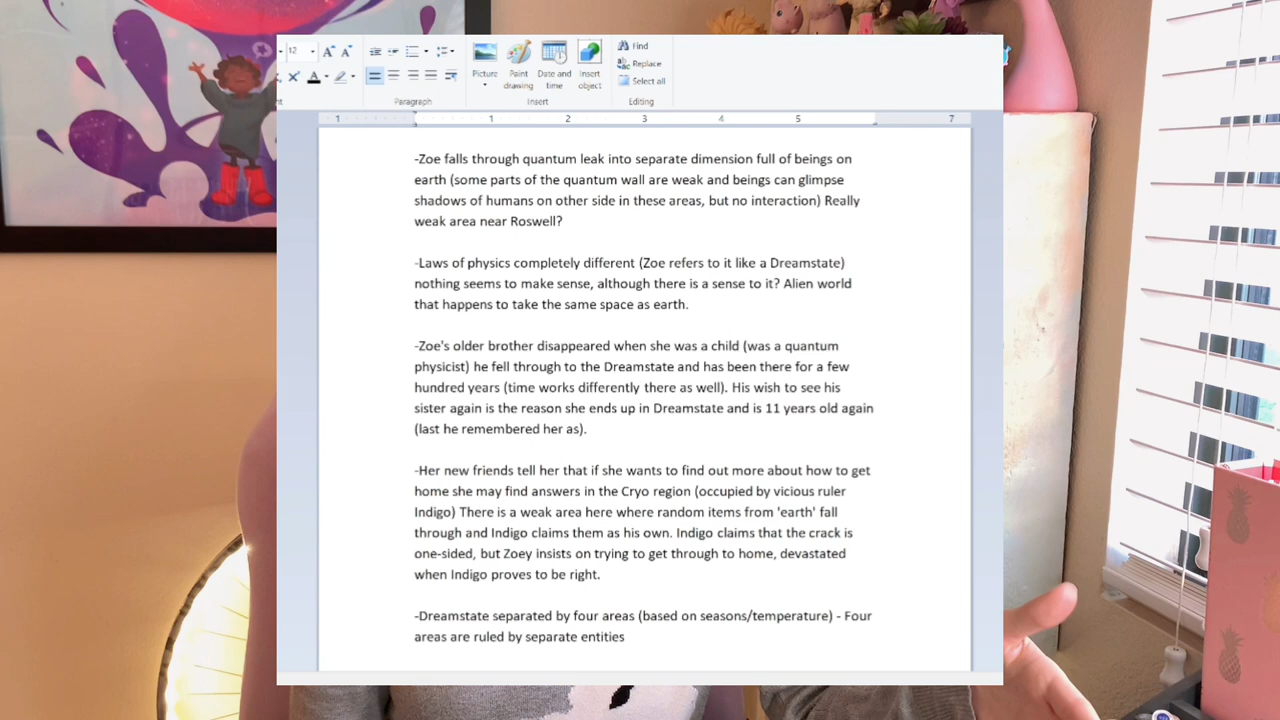 12
Find
Replace
Select all
Picture
Paint drawing
Date and time
Insert object
Paragraph
Insert
Editing
1 1 2 3 4 5 7
-Zoe falls through quantum leak into separate dimension full of beings on
earth (some parts of the quantum wall are weak and beings can glimpse
shadows of humans on other side in these areas, but no interaction) Really
weak area near Roswell?
-Laws of physics completely different (Zoe refers to it like a Dreamstate)
nothing seems to make sense, although there is a sense to it? Alien world
that happens to take the same space as earth.
-Zoe's older brother disappeared when she was a child (was a quantum
physicist) he fell through to the Dreamstate and has been there for a few
hundred years (time works differently there as well). His wish to see his
sister again is the reason she ends up in Dreamstate and is 11 years old again
(last he remembered her as).
-Her new friends tell her that if she wants to find out more about how to get
home she may find answers in the Cryo region (occupied by vicious ruler
Indigo) There is a weak area here where random items from 'earth' fall
through and Indigo claims them as his own. Indigo claims that the crack is
one-sided, but Zoey insists on trying to get through to home, devastated
when Indigo proves to be right.
-Dreamstate separated by four areas (based on seasons/temperature) - Four
areas are ruled by separate entities